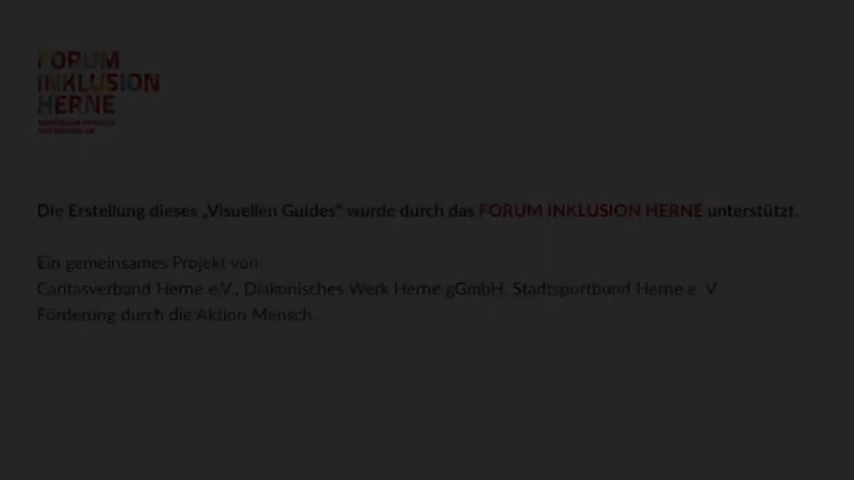 FORUM
INKLUSION
HERNE
Die Erstellung dieses „Visuellen Guides“ wurde durch das FORUM INKLUSION HERNE unterstützt.
Ein gemeinsames Projekt von:
Caritasverband Herne e.V., Diakonisches Werk Herne gGmbH, Stadtsportbund Herne e. V.
Förderung durch die Aktion Mensch.